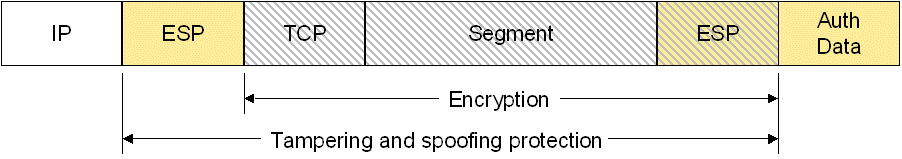 IP ESP TCP Segment ESP Auth
Data
Encryption
Tampering and spoofing protection